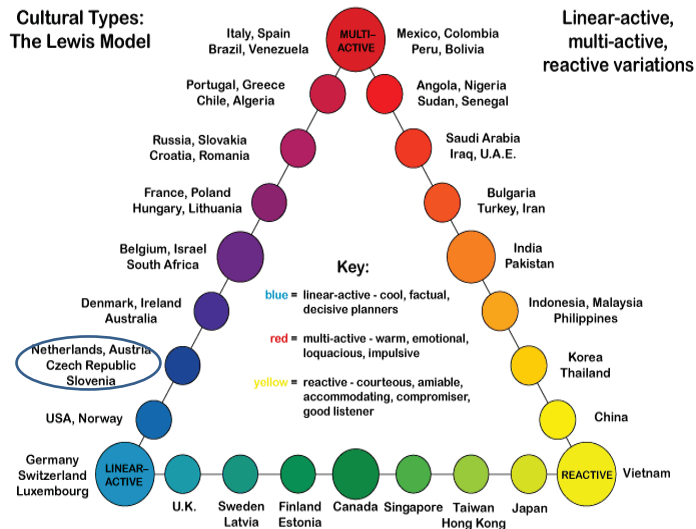 Cultural Types:
The Lewis Model
Linear-active,
multi-active,
reactive variations
MULTI-
ACTIVE
Italy, Spain
Brazil, Venezuela
Mexico, Colombia
Peru, Bolivia
Portugal, Greece
Chile, Algeria
Angola, Nigeria
Sudan, Senegal
Russia, Slovakia
Croatia, Romania
Saudi Arabia
Iraq, U.A.E.
France, Poland
Hungary, Lithuania
Bulgaria
Turkey, Iran
Belgium, Israel
South Africa
India
Pakistan
Denmark, Ireland
Australia
Indonesia, Malaysia
Philippines
Netherlands, Austria
Czech Republic
Slovenia
Korea
Thailand
USA, Norway
China
Key:
blue = linear-active - cool, factual,
decisive planners
red = multi-active - warm, emotional,
loquacious, impulsive
yellow = reactive - courteous, amiable,
accommodating, compromiser,
good listener
Germany
Switzerland
Luxembourg
LINEAR-
ACTIVE
U.K.
Sweden
Latvia
Finland
Estonia
Canada
Singapore
Taiwan
Hong Kong
Japan
REACTIVE
Vietnam